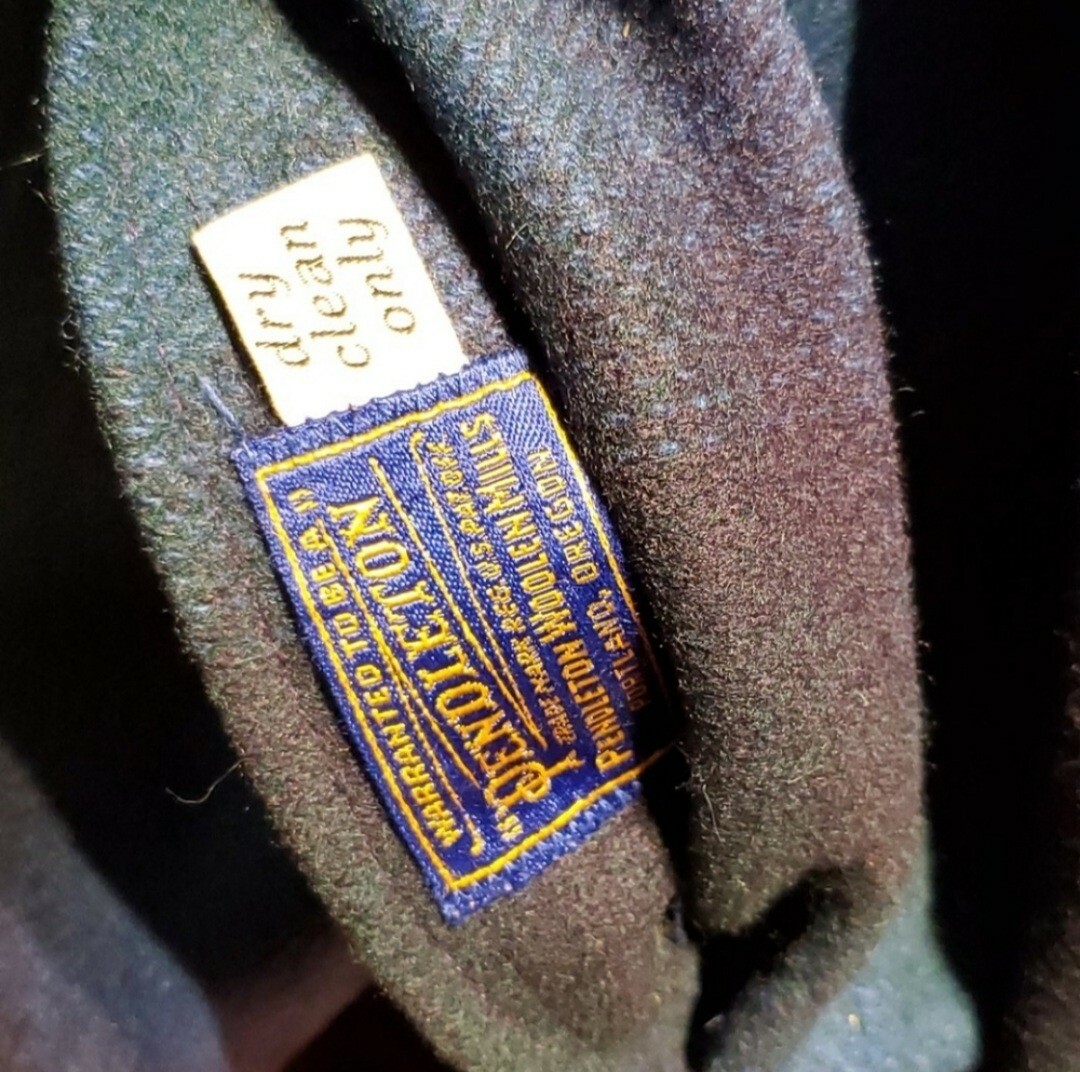 dry
clean
only
WARRANTED TO BE A
"PENDLETON"
TRADE MARK REG. U.S. PAT. OFF.
PENDLETON WOOLEN MILLS
PORTLAND, OREGON